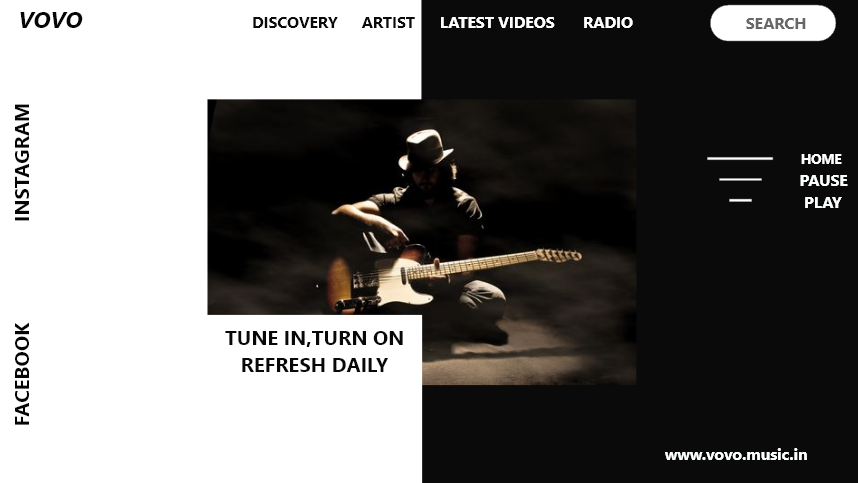 VOVO
DISCOVERY
ARTIST
LATEST VIDEOS
RADIO
SEARCH
INSTAGRAM
FACEBOOK
HOME
PAUSE
PLAY
TUNE IN,TURN ON
REFRESH DAILY
www.vovo.music.in